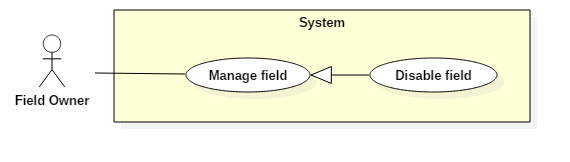 System
Manage field
Disable field
Field Owner